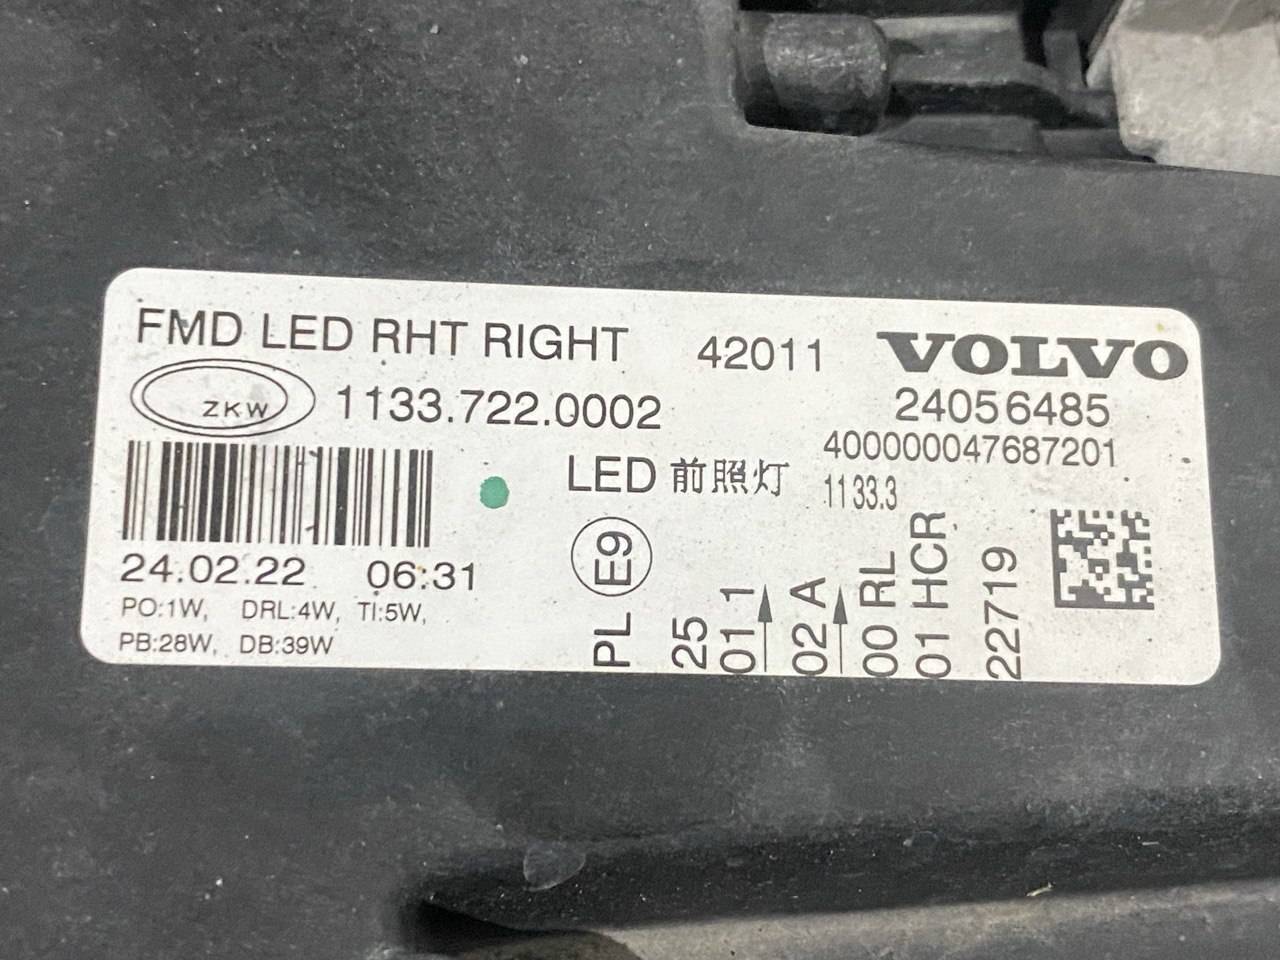 FMD LED RHT RIGHT 42011 VOLVO
ZKW 1133.722.0002 24056485
400000047687201
LED 前照灯 1133.3
24.02.22 06:31
PO:1W, DRL:4W, TI:5W,
PB:28W, DB:39W
PL E9
25
01 1
02 A
00 RL
01 HCR
22719